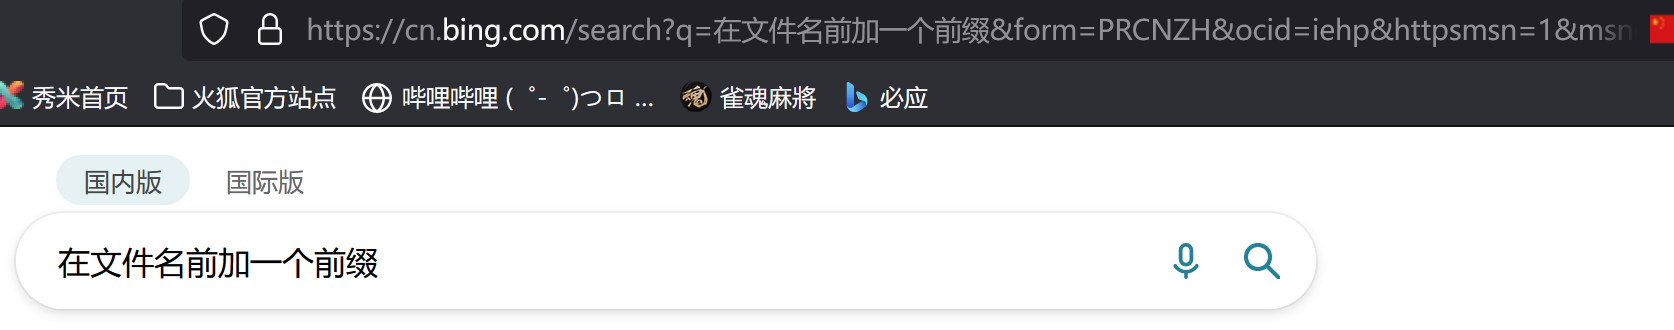 https://cn.bing.com/search?q=在文件名前加一个前缀&form=PRCNZH&ocid=iehp&httpsmsn=1&msn
秀米首页 火狐官方站点 哔哩哔哩 ( ゜- ゜)つロ ... 雀魂麻將 必应
国内版 国际版
在文件名前加一个前缀